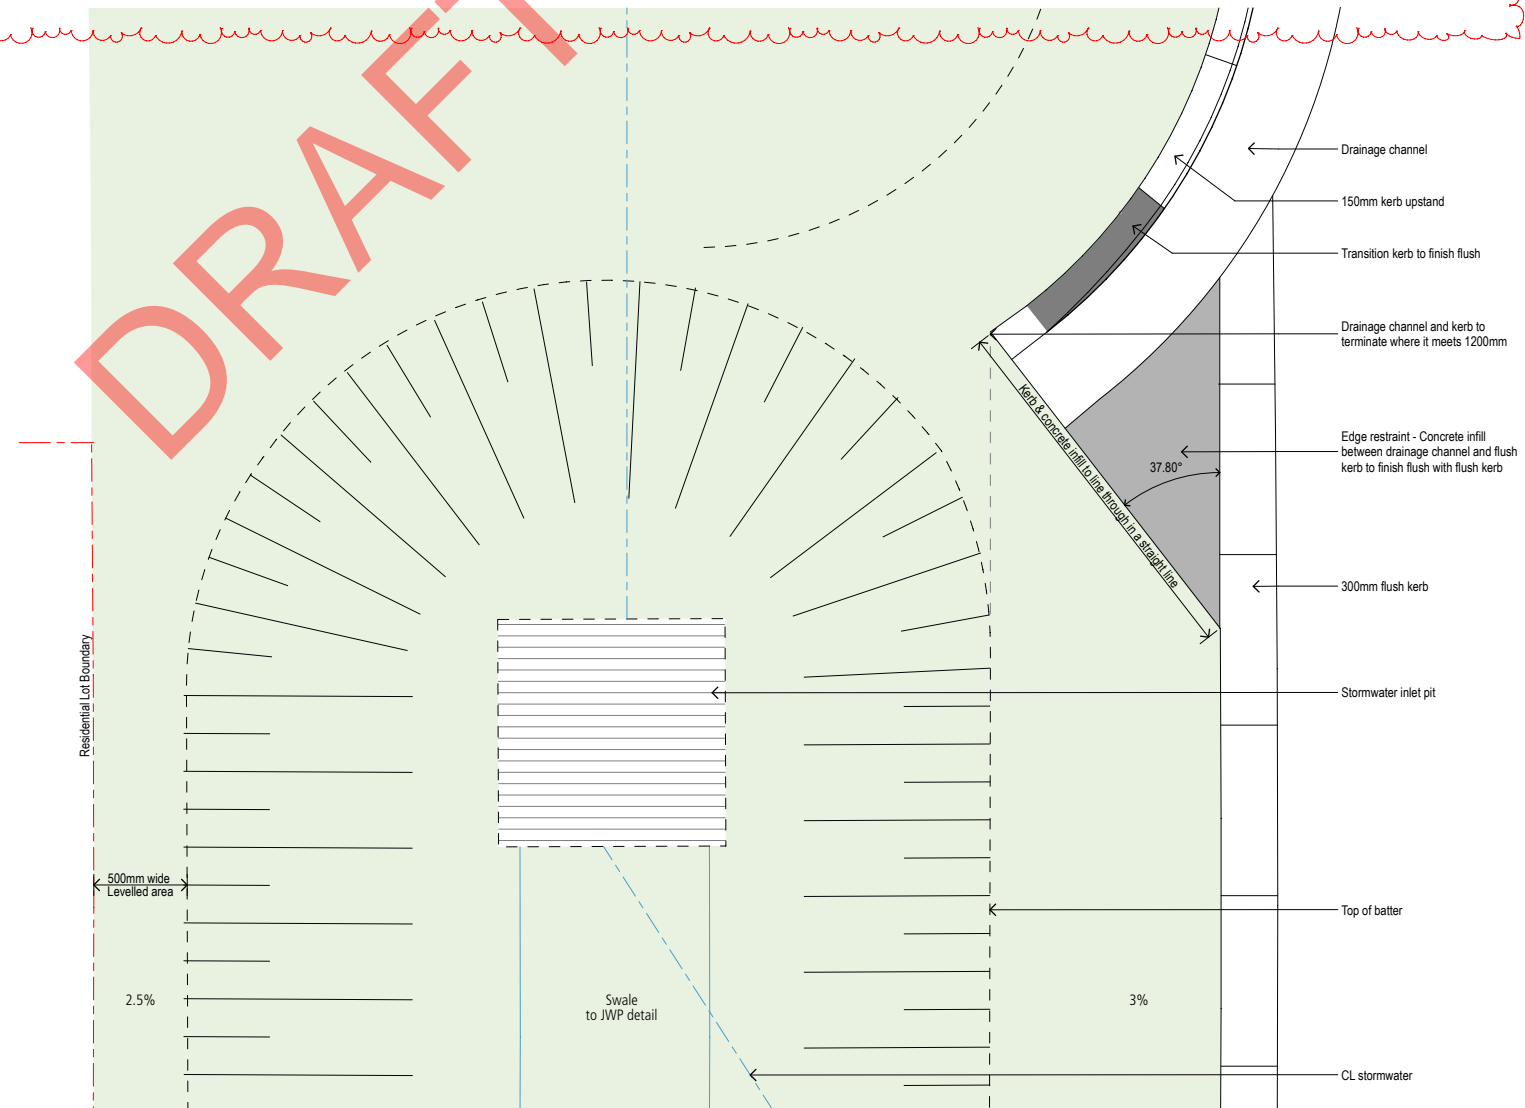 DRAFT
Drainage channel
150mm kerb upstand
Transition kerb to finish flush
Drainage channel and kerb to
terminate where it meets 1200mm
Kerb & concrete infill to line through in a straight line
Edge restraint - Concrete infill
between drainage channel and flush
kerb to finish flush with flush kerb
37.80°
300mm flush kerb
Residential Lot Boundary
Stormwater inlet pit
500mm wide
Levelled area
Top of batter
2.5%
Swale
to JWP detail
3%
CL stormwater